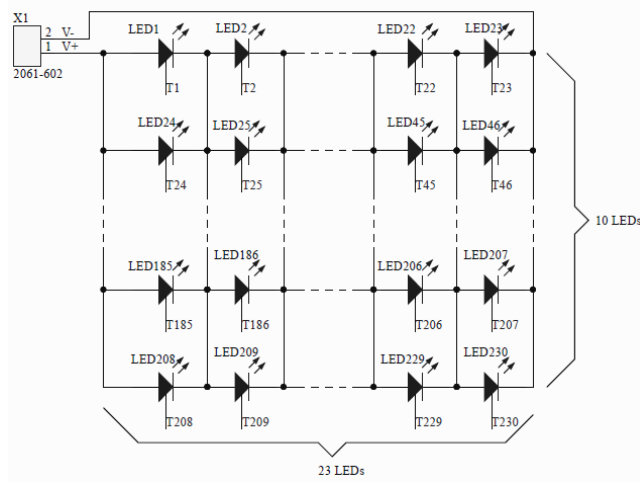 X1
2 V-
1 V+
2061-602
LED1 LED2 LED22 LED23
T1 T2 T22 T23
LED24 LED25 LED45 LED46
T24 T25 T45 T46
10 LEDs
LED185 LED186 LED206 LED207
T185 T186 T206 T207
LED208 LED209 LED229 LED230
T208 T209 T229 T230
23 LEDs